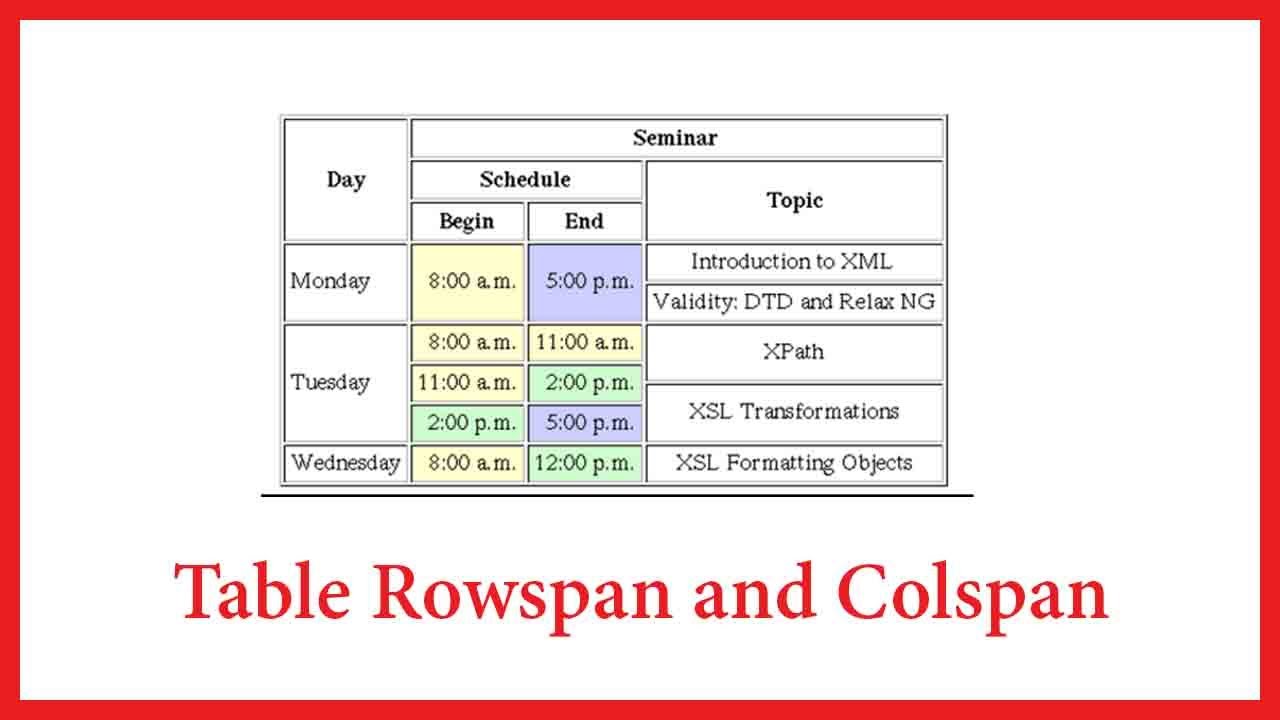 Day Seminar
Schedule Topic
Begin End
Monday 8:00 a.m. 5:00 p.m. Introduction to XML
Validity: DTD and Relax NG
Tuesday 8:00 a.m. 11:00 a.m. XPath
11:00 a.m. 2:00 p.m.
2:00 p.m. 5:00 p.m. XSL Transformations
Wednesday 8:00 a.m. 12:00 p.m. XSL Formatting Objects
Table Rowspan and Colspan